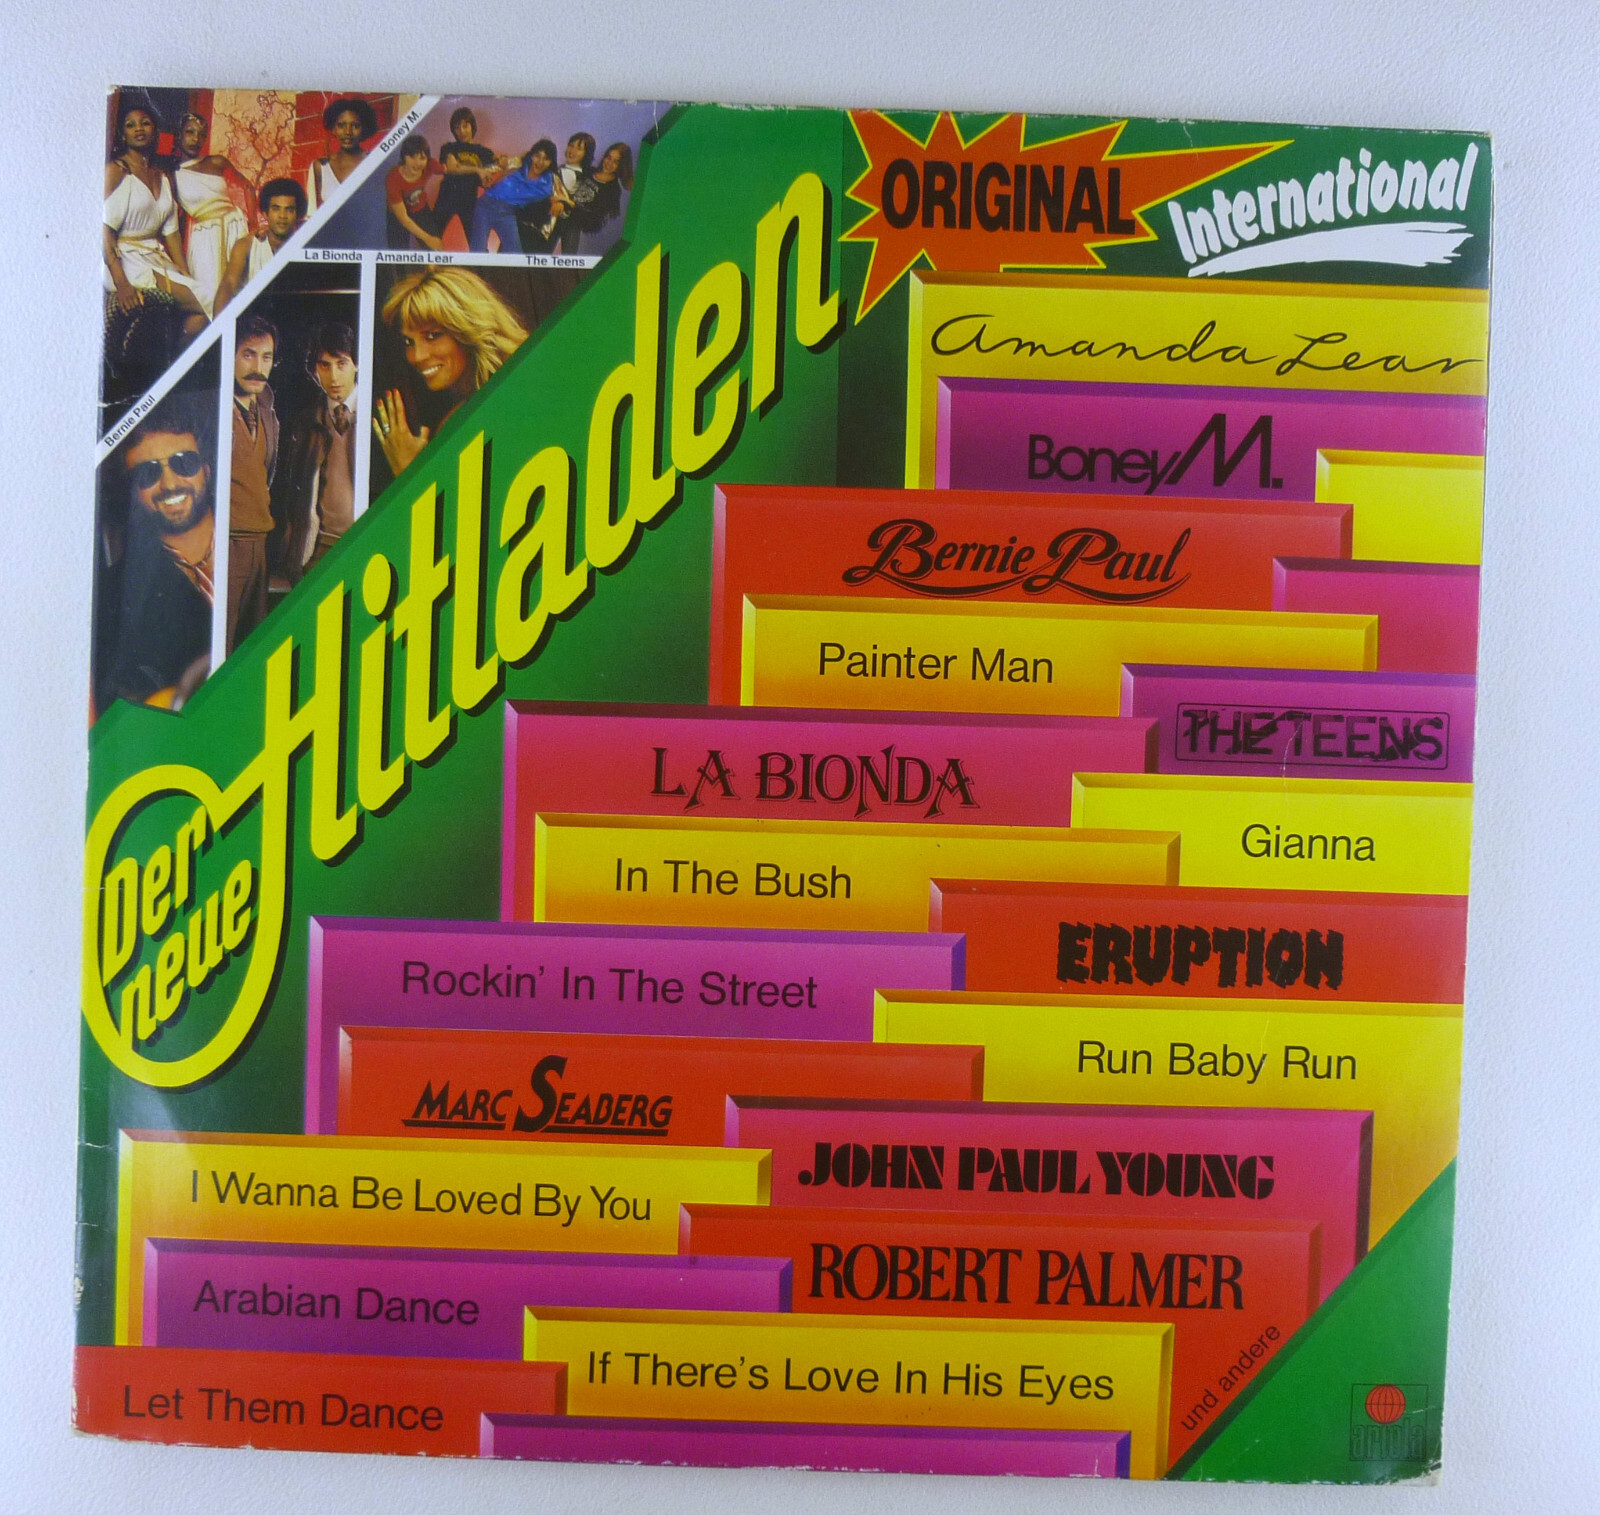 Boney M.
La Bionda
Amanda Lear
The Teens
Bernie Paul
Der
neue
Hitladen
ORIGINAL
International
Amanda Lear
Boney M.
Bernie Paul
Painter Man
THE TEENS
LA BIONDA
Gianna
In The Bush
ERUPTION
Rockin' In The Street
Run Baby Run
MARC SEABERG
JOHN PAUL YOUNG
I Wanna Be Loved By You
ROBERT PALMER
Arabian Dance
If There's Love In His Eyes
Let Them Dance
und andere
ariola